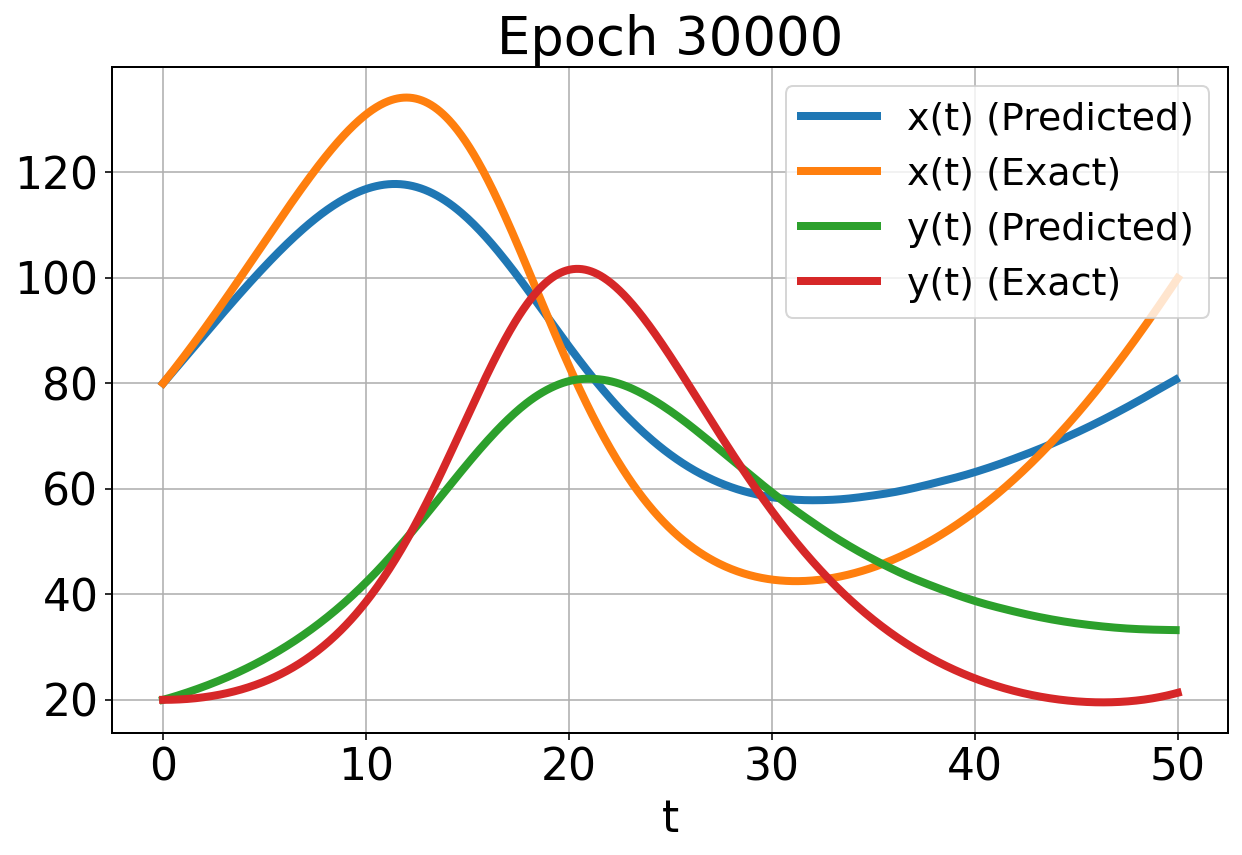 Epoch 30000
x(t) (Predicted)
x(t) (Exact)
y(t) (Predicted)
y(t) (Exact)
120
100
80
60
40
20
0 10 20 30 40 50
t